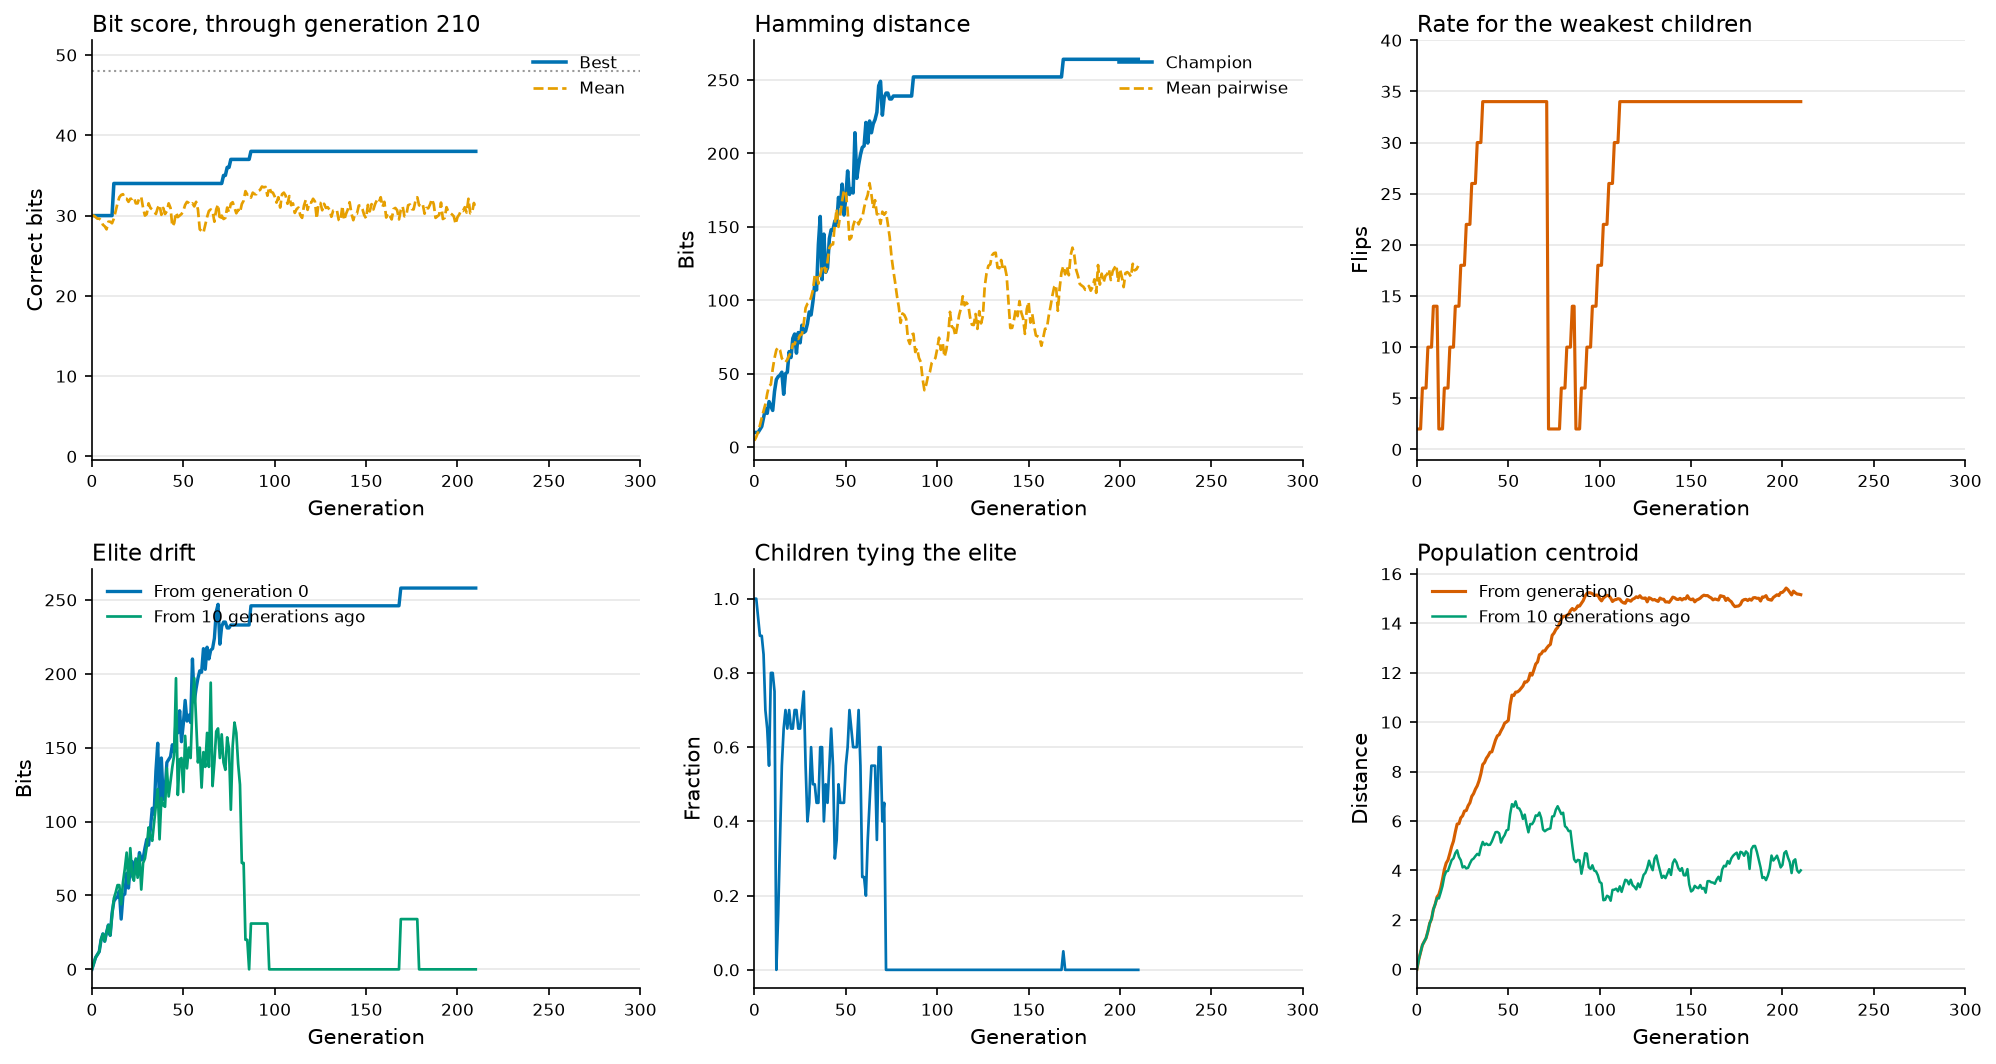 Bit score, through generation 210
50
40
30
20
10
0
Correct bits
Best
Mean
0 50 100 150 200 250 300
Generation
Hamming distance
250
200
150
100
50
0
Bits
Champion
Mean pairwise
0 50 100 150 200 250 300
Generation
Rate for the weakest children
40
35
30
25
20
15
10
5
0
Flips
0 50 100 150 200 250 300
Generation
Elite drift
250
200
150
100
50
0
Bits
From generation 0
From 10 generations ago
0 50 100 150 200 250 300
Generation
Children tying the elite
1.0
0.8
0.6
0.4
0.2
0.0
Fraction
0 50 100 150 200 250 300
Generation
Population centroid
16
14
12
10
8
6
4
2
0
Distance
From generation 0
From 10 generations ago
0 50 100 150 200 250 300
Generation